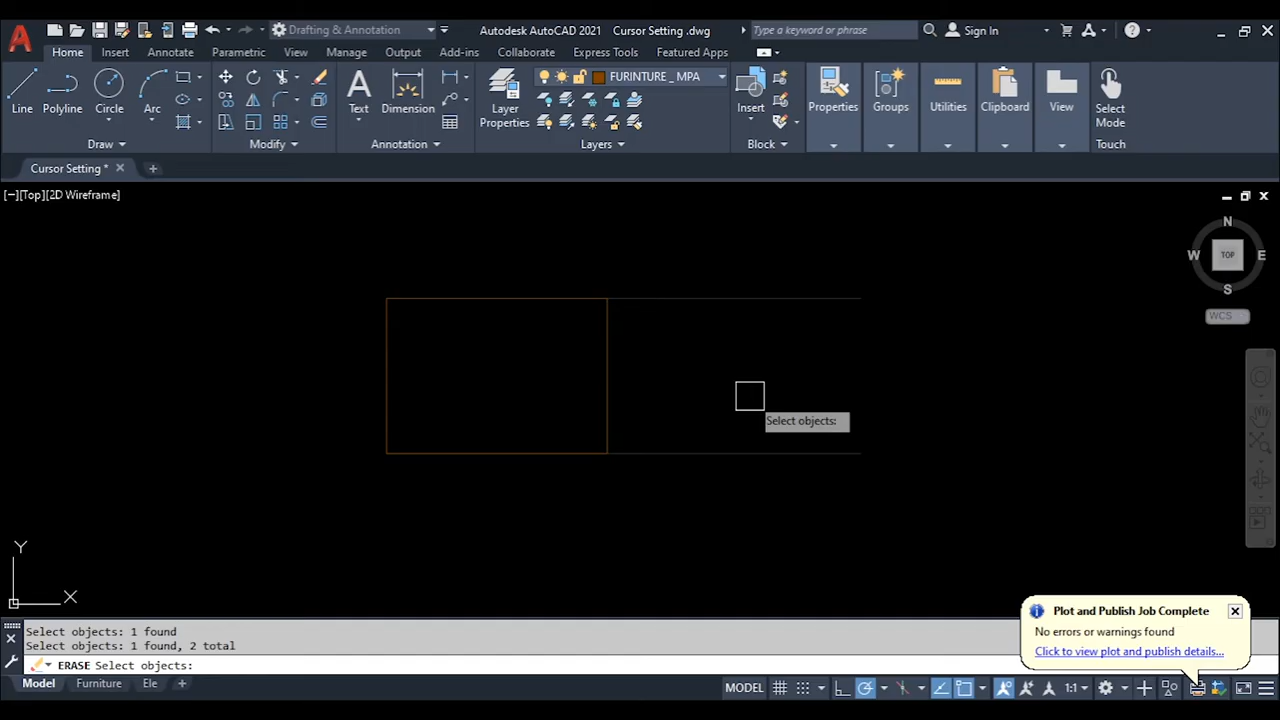 Drafting & Annotation
Autodesk AutoCAD 2021 Cursor Setting .dwg
Type a keyword or phrase
Sign In
Home Insert Annotate Parametric View Manage Output Add-ins Collaborate Express Tools Featured Apps
FURINTURE _ MPA
Line Polyline Circle Arc
Text Dimension
Layer Properties
Insert
Properties Groups Utilities Clipboard View
Select Mode
Draw Modify Annotation Layers Block Touch
Cursor Setting *
[−][Top][2D Wireframe]
N
W TOP E
S
WCS
Select objects:
Y
X
Plot and Publish Job Complete
No errors or warnings found
Click to view plot and publish details...
Select objects: 1 found
Select objects: 1 found, 2 total
ERASE Select objects:
Model Furniture Ele
MODEL
1:1